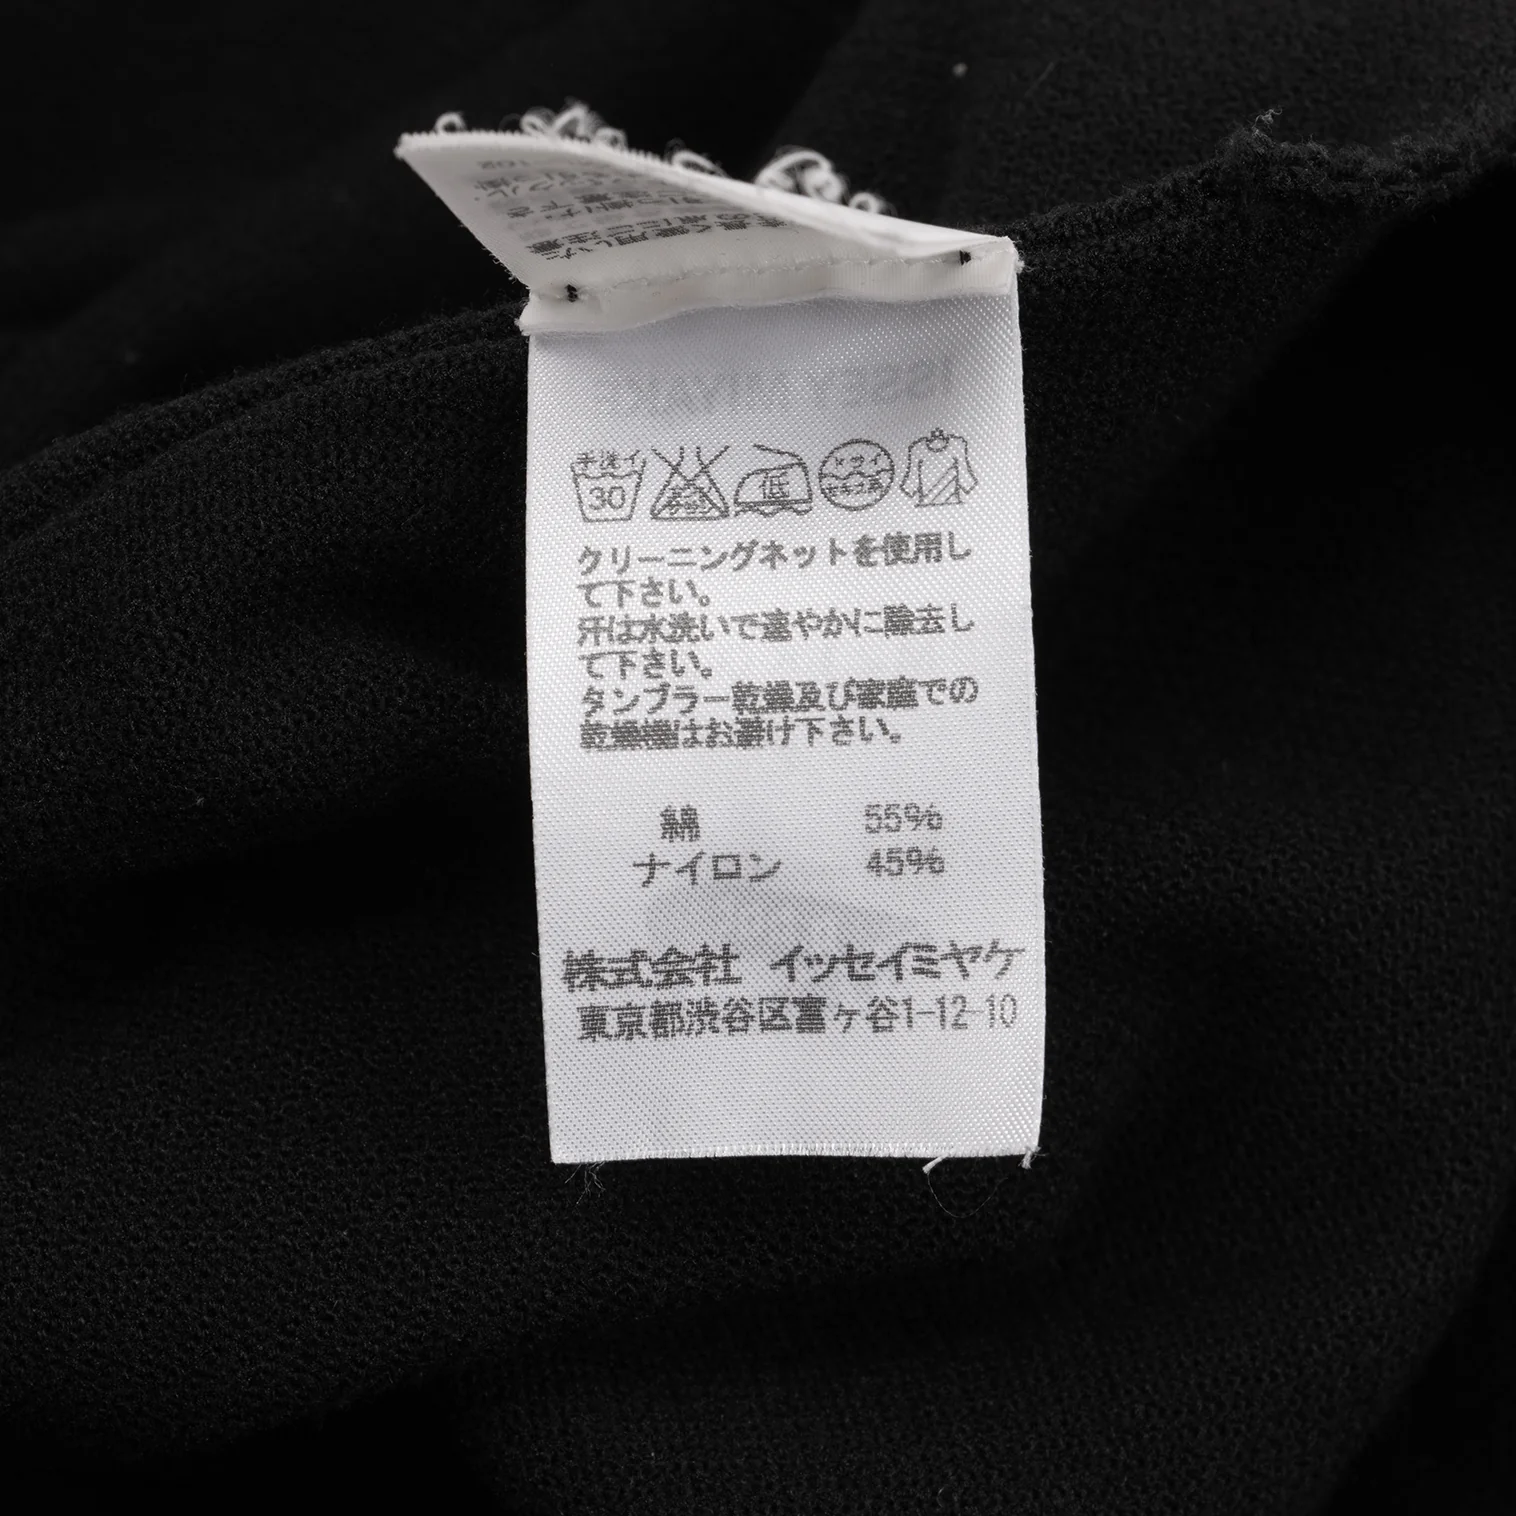 手洗イ
30
低
クリーニングネットを使用し
て下さい。
汗は水洗いで速やかに除去し
て下さい。
タンブラー乾燥及び家庭での
乾燥機はお避け下さい。
綿 55%
ナイロン 45%
株式会社 イッセイミヤケ
東京都渋谷区富ヶ谷1-12-10